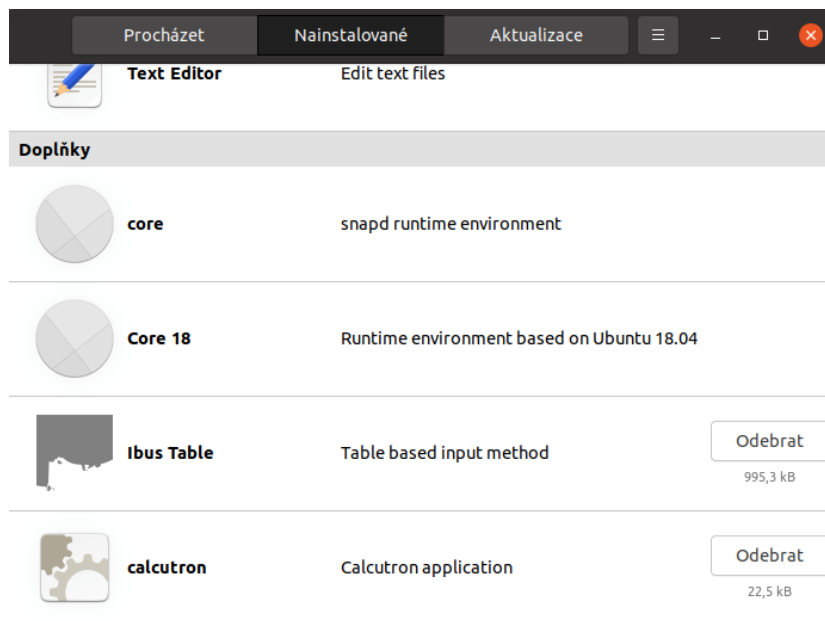 Procházet Nainstalované Aktualizace
Text Editor Edit text files
Doplňky
core snapd runtime environment
Core 18 Runtime environment based on Ubuntu 18.04
Odebrat
Ibus Table Table based input method
995,3 kB
Odebrat
calcutron Calcutron application
22,5 kB